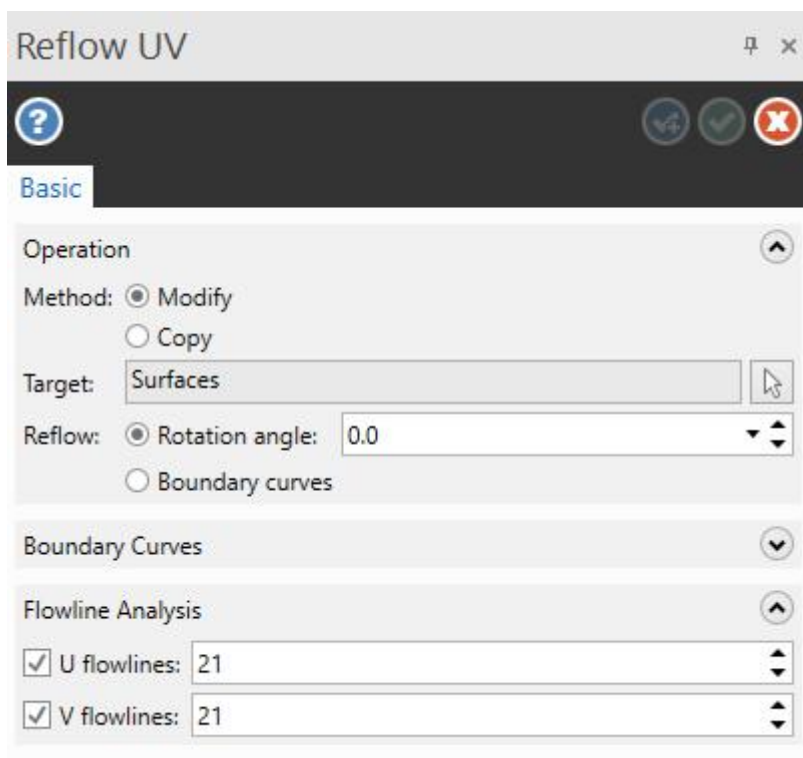 Reflow UV
Basic
Operation
Method: Modify
Copy
Target: Surfaces
Reflow: Rotation angle: 0.0
Boundary curves
Boundary Curves
Flowline Analysis
U flowlines: 21
V flowlines: 21